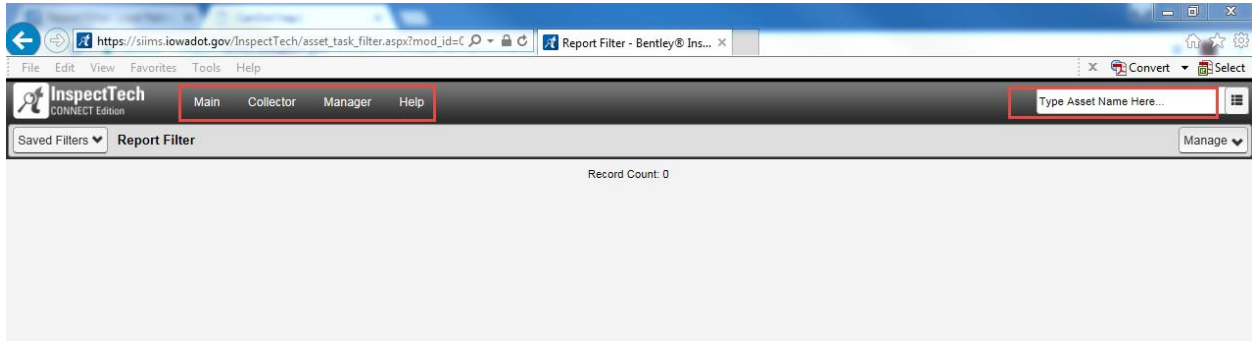 https://siims.iowadot.gov/InspectTech/asset_task_filter.aspx?mod_id=C
Report Filter - Bentley® Ins...
File Edit View Favorites Tools Help
x Convert Select
InspectTech
CONNECT Edition
Main Collector Manager Help
Type Asset Name Here...
Saved Filters Report Filter
Manage
Record Count: 0